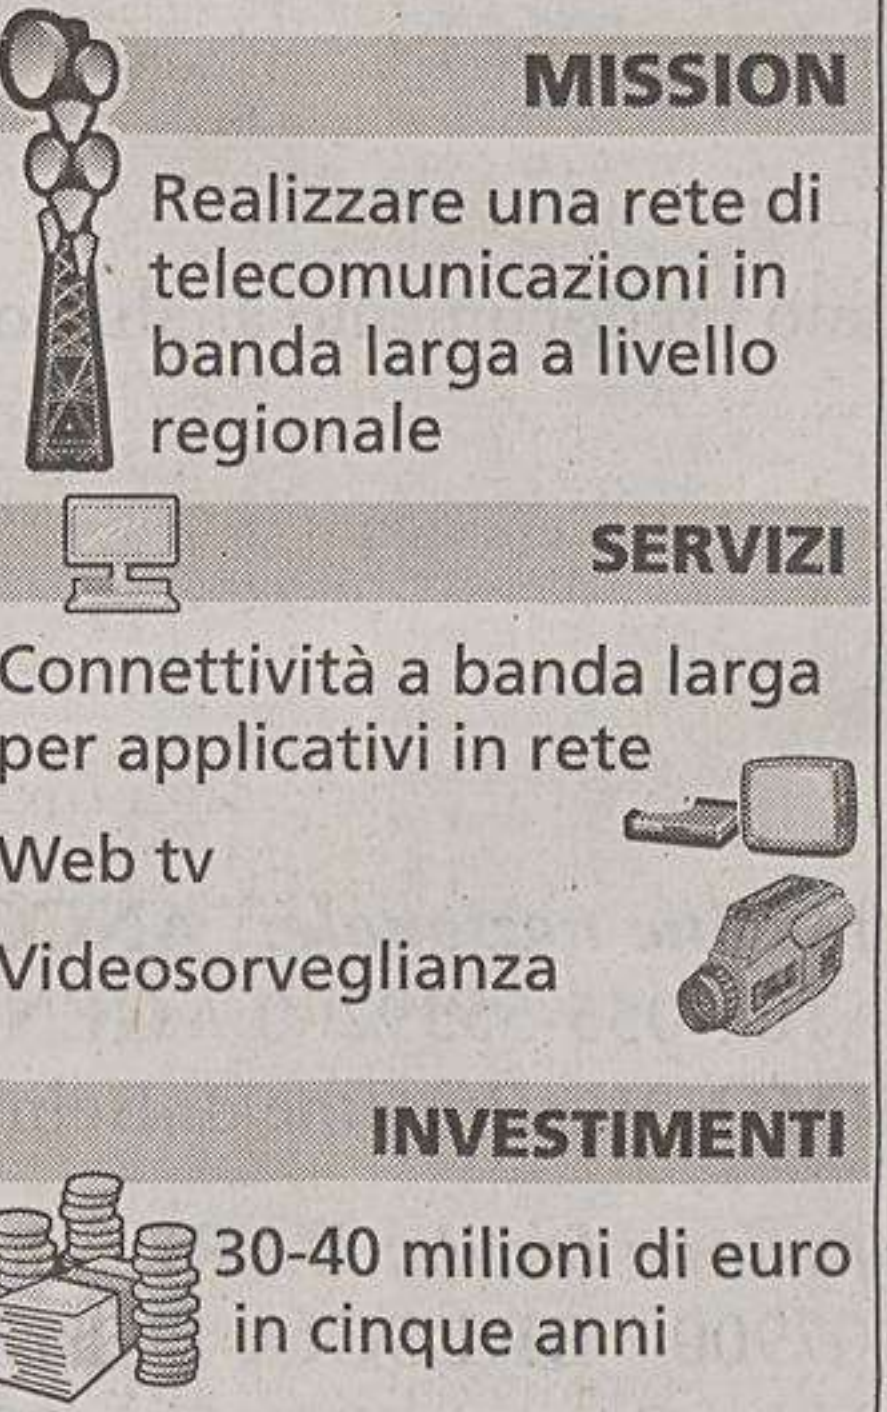 MISSION
Realizzare una rete di
telecomunicazioni in
banda larga a livello
regionale
SERVIZI
Connettività a banda larga
per applicativi in rete
Web tv
Videosorveglianza
INVESTIMENTI
30-40 milioni di euro
in cinque anni